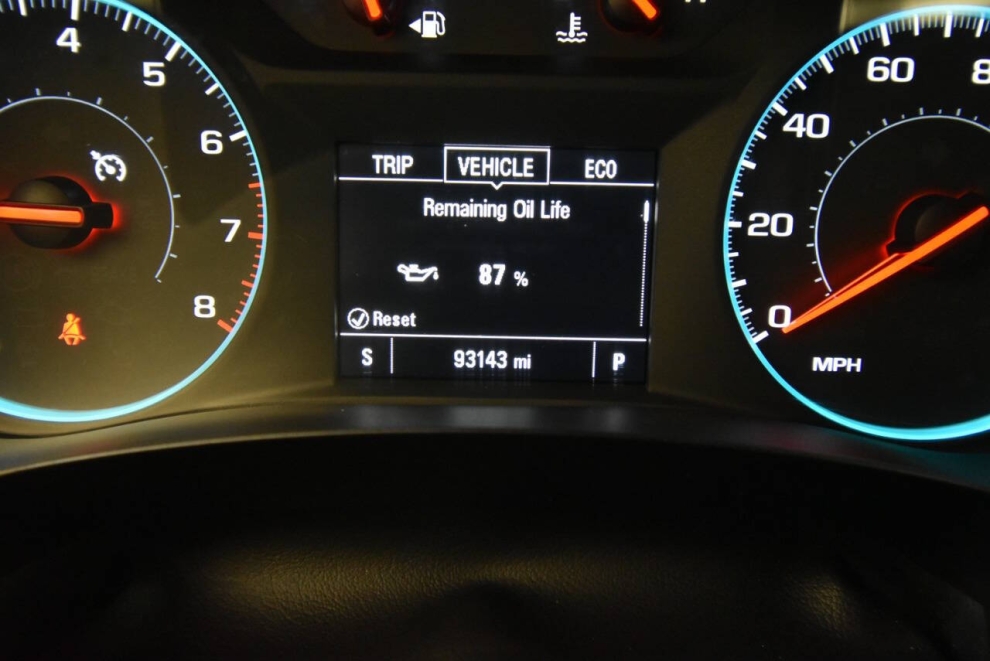 4
5
6
7
8
TRIP VEHICLE ECO
Remaining Oil Life
87 %
Reset
S 93143 mi P
60
40
20
0
MPH